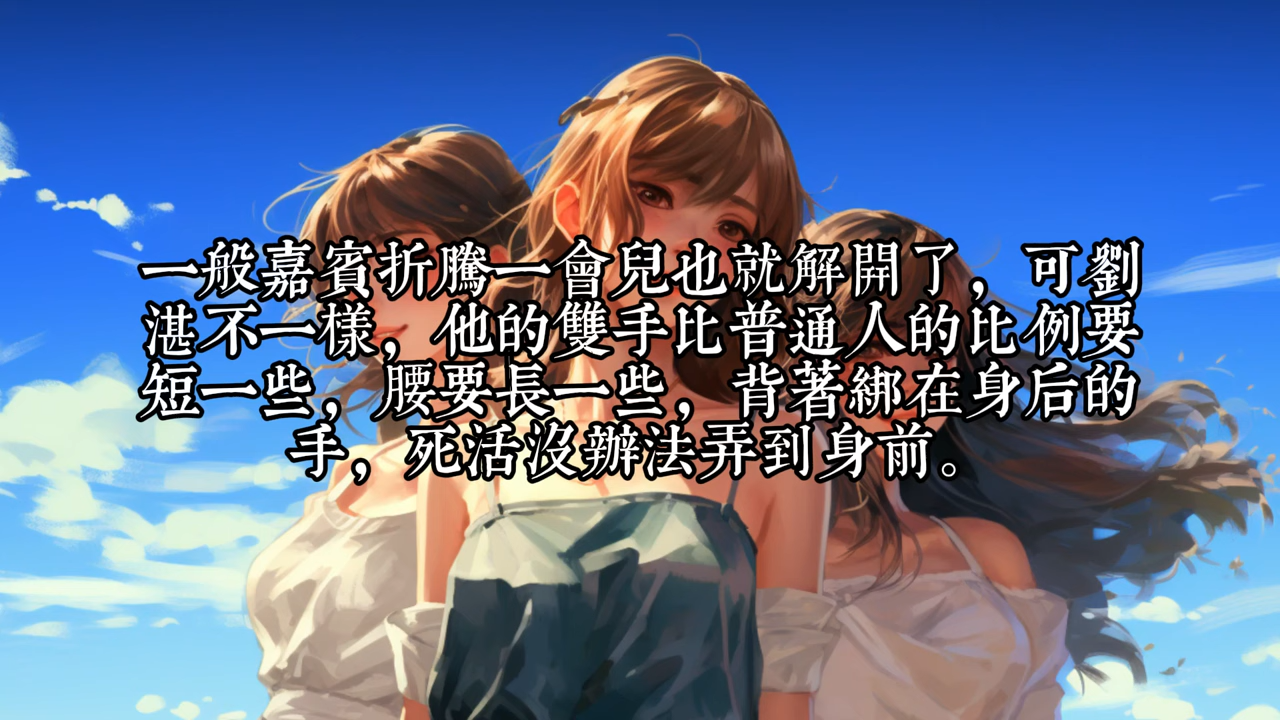 一般嘉賓折騰一會兒也就解開了，可劉
湛不一樣，他的雙手比普通人的比例要
短一些，腰要長一些，背著綁在身后的
手，死活沒辦法弄到身前。